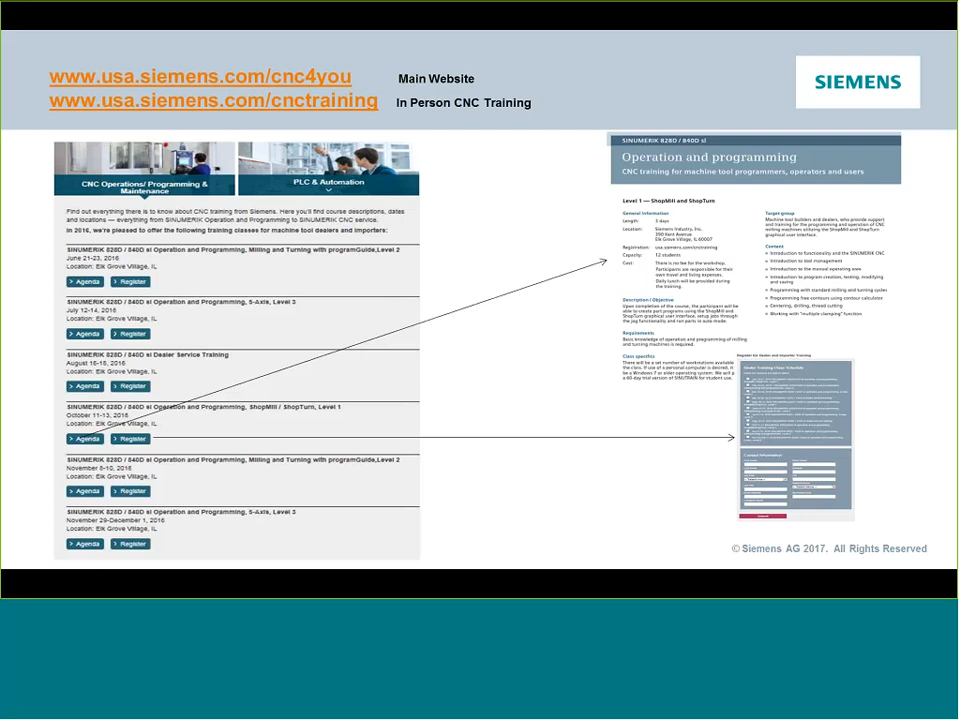 www.usa.siemens.com/cnc4you Main Website
www.usa.siemens.com/cnctraining In Person CNC Training
SIEMENS
CNC Operations/ Programming &
Maintenance
PLC & Automation
Find out everything there is to know about CNC training from Siemens. Here you'll find course descriptions, dates
and locations — everything from SINUMERIK Operation and Programming to SINUMERIK CNC service.
In 2016, we're pleased to offer the following training classes for machine tool dealers and importers:
SINUMERIK 828D / 840D sl Operation and Programming, Milling and Turning with programGuide,Level 2
June 21-23, 2016
Location: Elk Grove Village, IL
> Agenda > Register
SINUMERIK 828D / 840D sl Operation and Programming, 5-Axis, Level 3
July 12-14, 2016
Location: Elk Grove Village, IL
> Agenda > Register
SINUMERIK 828D / 840D sl Dealer Service Training
August 16-18, 2016
Location: Elk Grove Village, IL
> Agenda > Register
SINUMERIK 828D / 840D sl Operation and Programming, ShopMill / ShopTurn, Level 1
October 11-13, 2016
Location: Elk Grove Village, IL
> Agenda > Register
SINUMERIK 828D / 840D sl Operation and Programming, Milling and Turning with programGuide,Level 2
November 8-10, 2016
Location: Elk Grove Village, IL
> Agenda > Register
SINUMERIK 828D / 840D sl Operation and Programming, 5-Axis, Level 3
November 29-December 1, 2016
Location: Elk Grove Village, IL
> Agenda > Register
SINUMERIK 828D / 840D sl
Operation and programming
CNC training for machine tool programmers, operators and users
Level 1 — ShopMill and ShopTurn
General Information
Length: 3 days
Location: Siemens Industry, Inc.
390 Kent Avenue
Elk Grove Village, IL 60007
Registration: usa.siemens.com/cnctraining
Capacity: 12 students
Cost: There is no fee for the workshop.
Participants are responsible for their
own travel and living expenses.
Daily lunch will be provided during
the training.
Description / Objective
Upon completion of the course, the participant will be
able to create part programs using the ShopMill and
ShopTurn graphical user interface, setup jobs through
the jog functionality and run parts in auto mode.
Requirements
Basis knowledge of operation and programming of milling
and turning machines is required.
Class specifics
There will be a set number of workstations available
the class. If use of a personal computer is desired, it
be a Windows 7 or older operating system. We will p
a 60-day trial version of SINUTRAIN for student use.
Target group
Machine tool builders and dealers, who provide support
and training for the programming and operation of CNC
milling machines utilizing the ShopMill and ShopTurn
graphical user interface.
Content
Introduction to functionality and the SINUMERIK CNC
Introduction to tool management
Introduction to the manual operating area
Introduction to program creation, testing, modifying
and saving
Programming with standard milling and turning cycles
Programming free contours using contour calculator
Centering, drilling, thread cutting
Working with "multiple clamping" function
Register for Dealer and Importer Training
Dealer Training Class Schedule
Contact Information
© Siemens AG 2017. All Rights Reserved